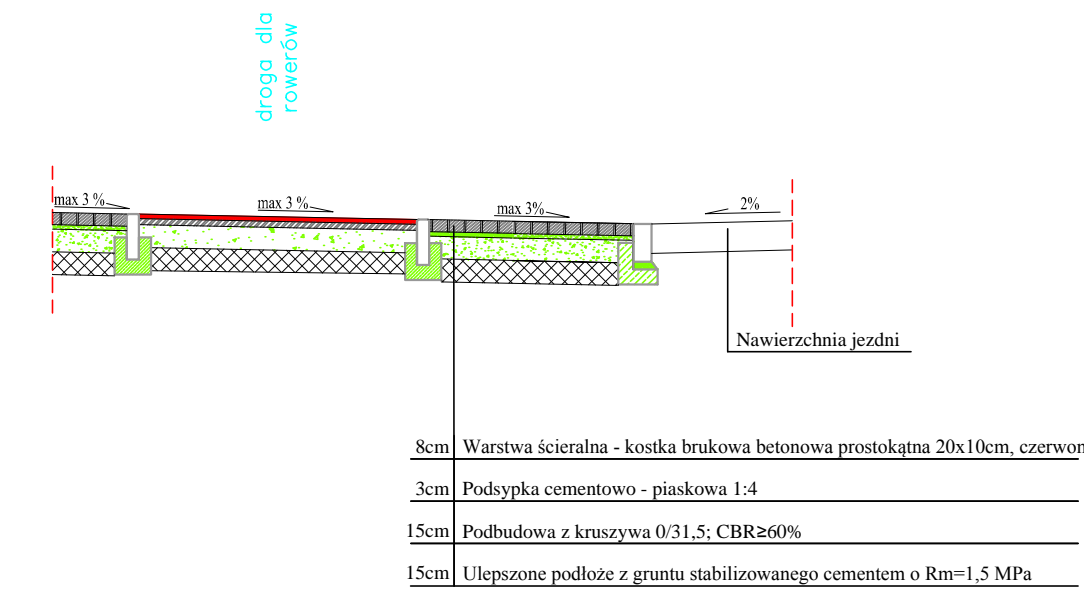 droga dla
rowerów
max 3 %
max 3 %
max 3%
2%
Nawierzchnia jezdni
8cm Warstwa ścieralna - kostka brukowa betonowa prostokątna 20x10cm, czerwon
3cm Podsypka cementowo - piaskowa 1:4
15cm Podbudowa z kruszywa 0/31,5; CBR≥60%
15cm Ulepszone podłoże z gruntu stabilizowanego cementem o Rm=1,5 MPa